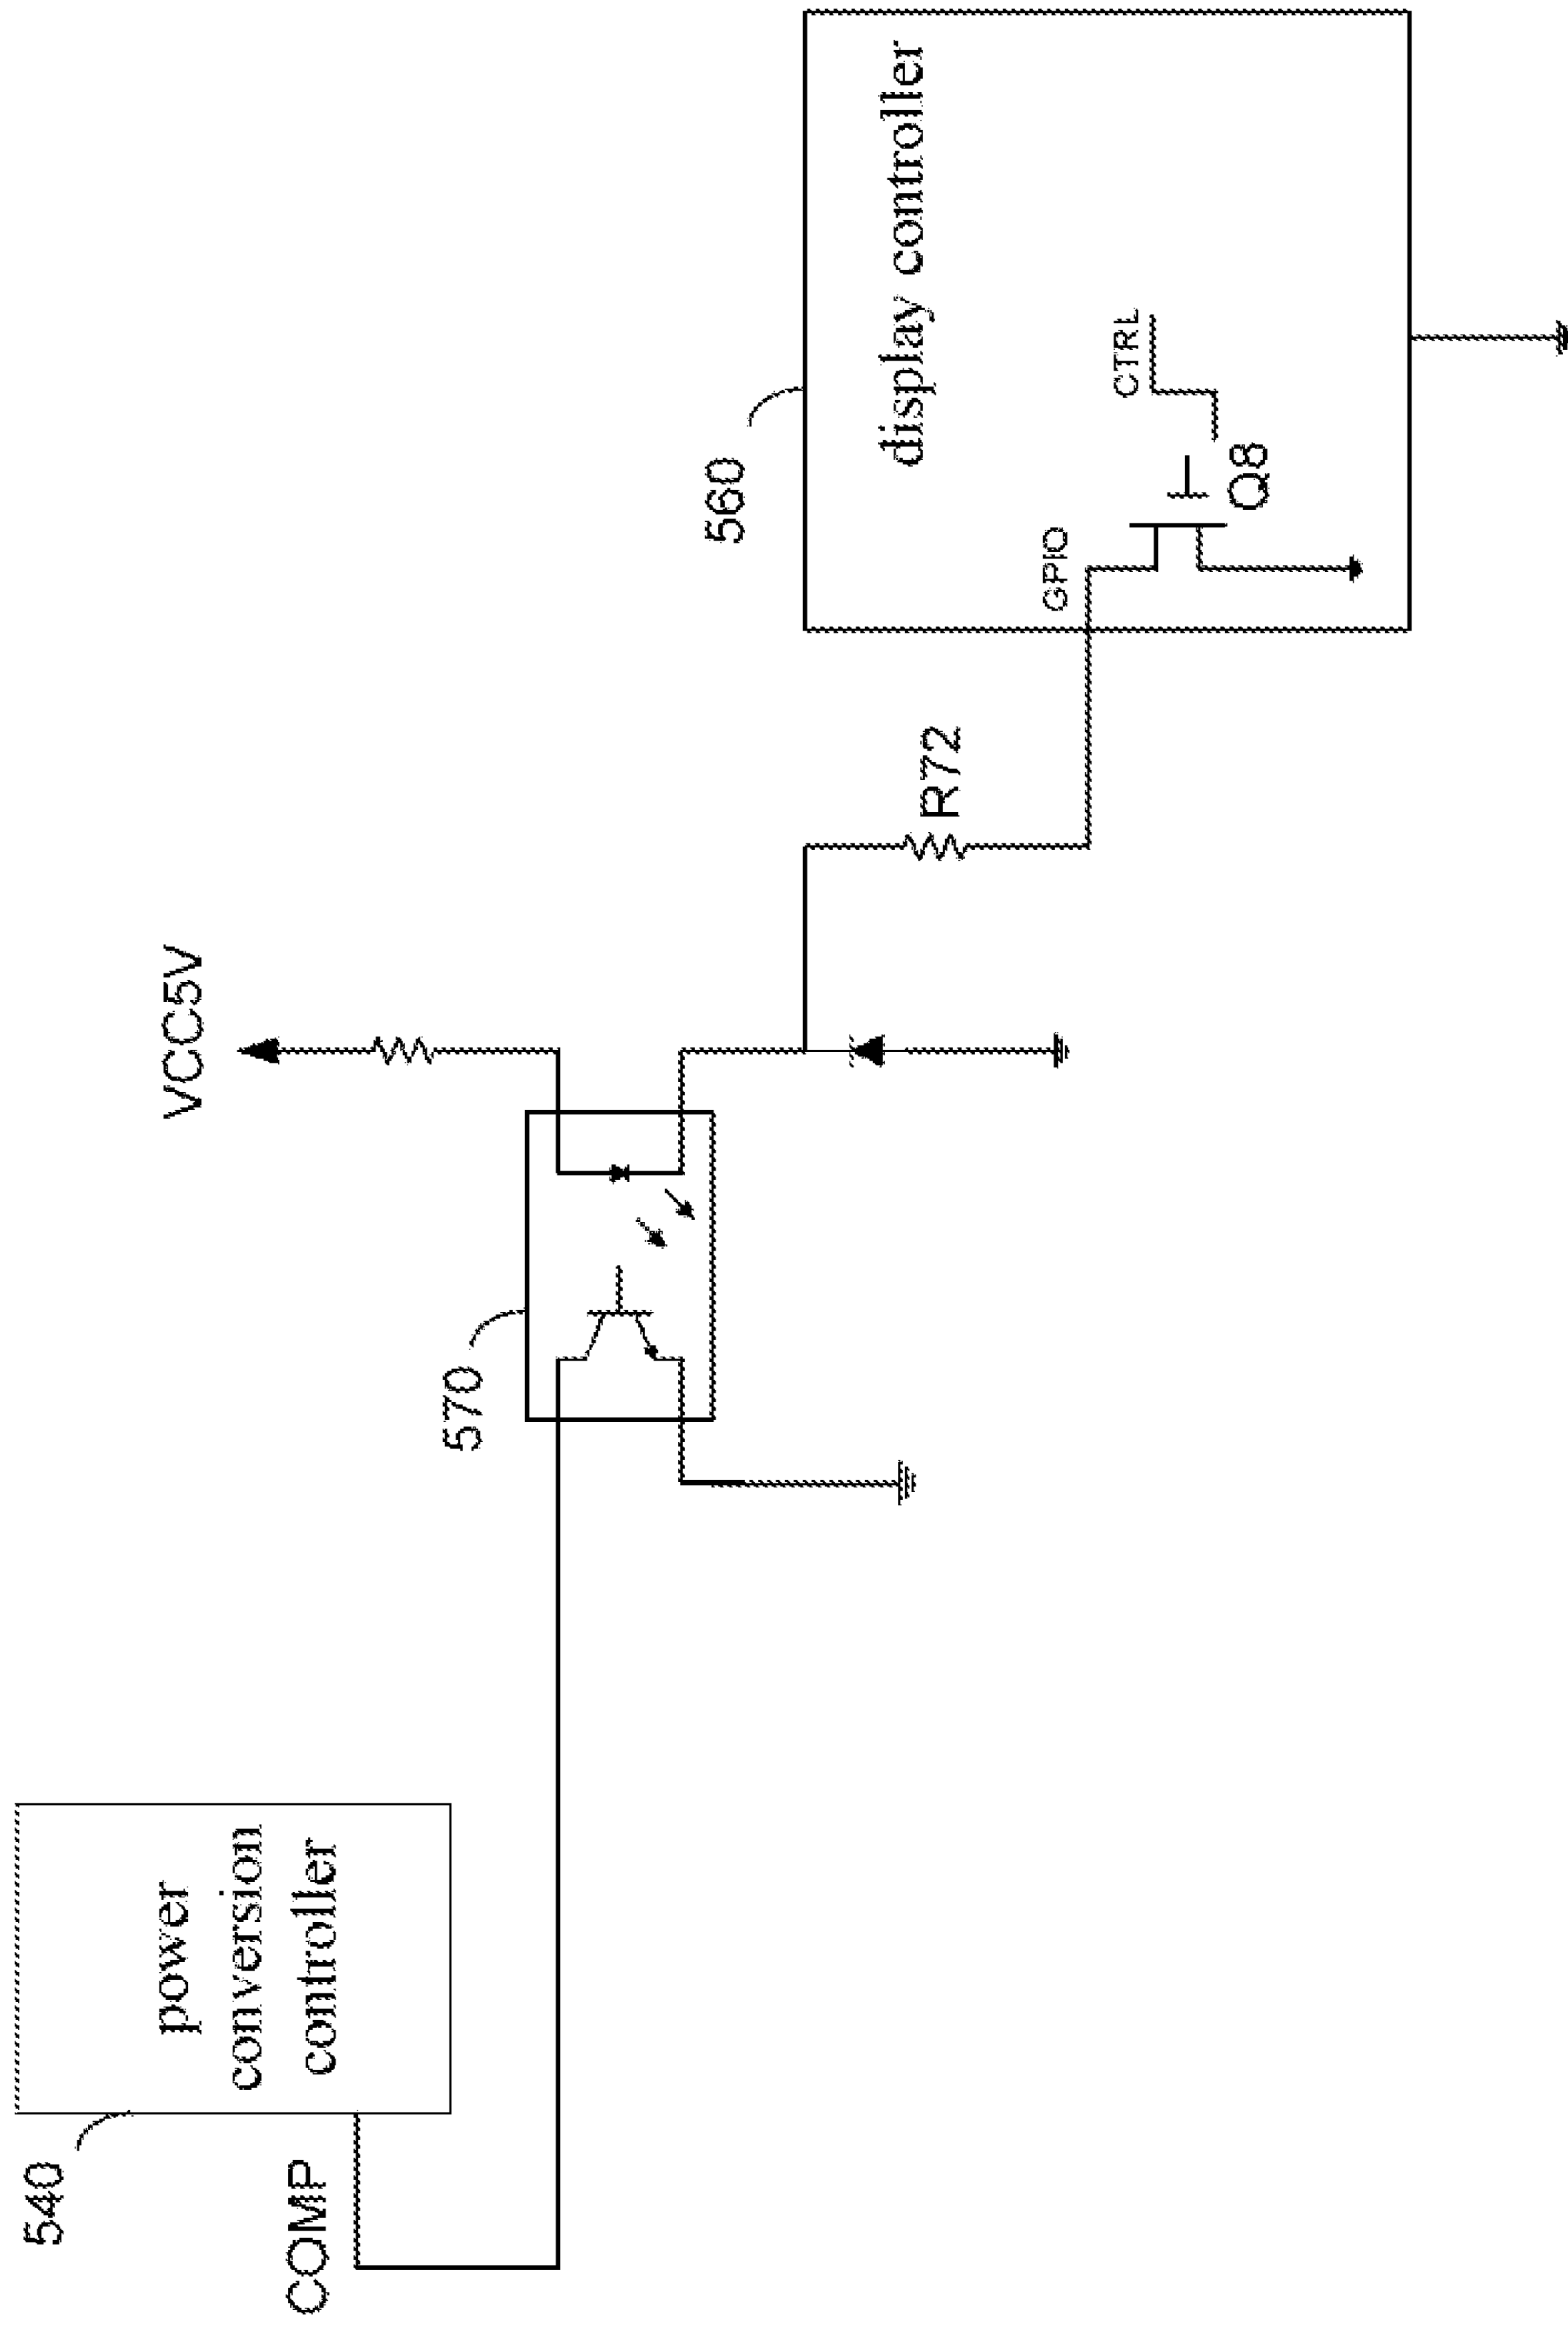 540
power
conversion
controller
COMP
570
VCC5V
R72
560
display controller
GPIO
CTRL
Q8